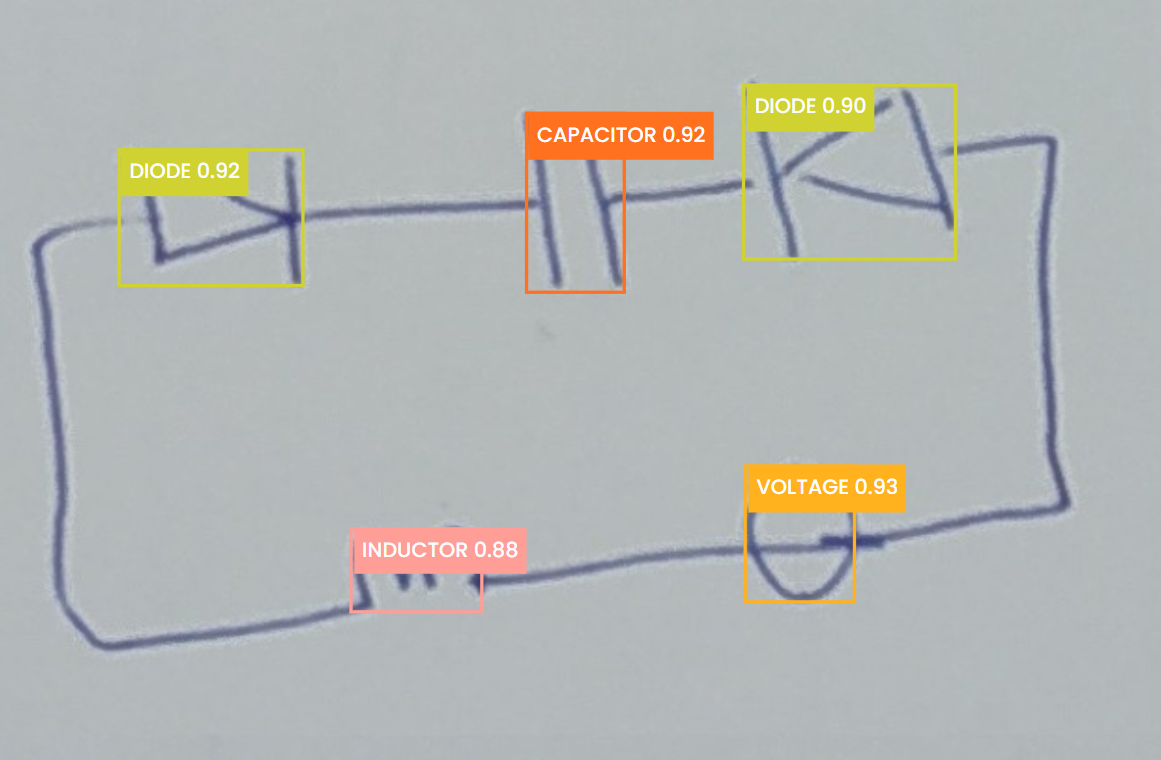 DIODE 0.90
CAPACITOR 0.92
DIODE 0.92
VOLTAGE 0.93
INDUCTOR 0.88